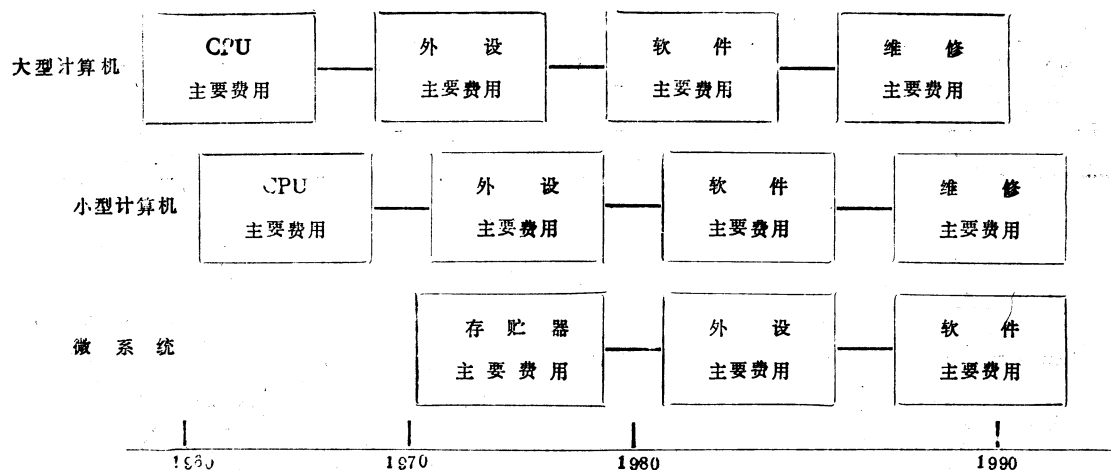 CPU 外设 软件 维修
大型计算机
主要费用 主要费用 主要费用 主要费用
CPU 外设 软件 维修
小型计算机
主要费用 主要费用 主要费用 主要费用
存贮器 外设 软件
微系统
主要费用 主要费用 主要费用
1960 1970 1980 1990